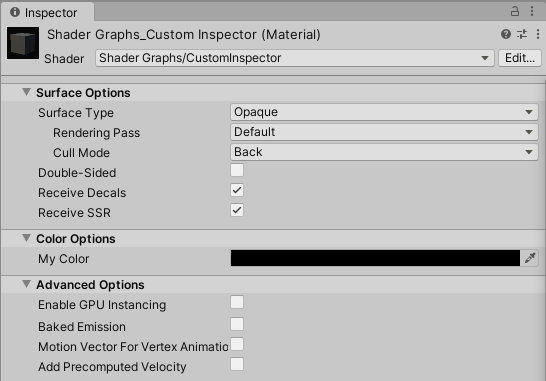 Inspector
Shader Graphs_Custom Inspector (Material)
Shader Shader Graphs/CustomInspector Edit...
Surface Options
Surface Type Opaque
Rendering Pass Default
Cull Mode Back
Double-Sided
Receive Decals
Receive SSR
Color Options
My Color
Advanced Options
Enable GPU Instancing
Baked Emission
Motion Vector For Vertex Animatio
Add Precomputed Velocity